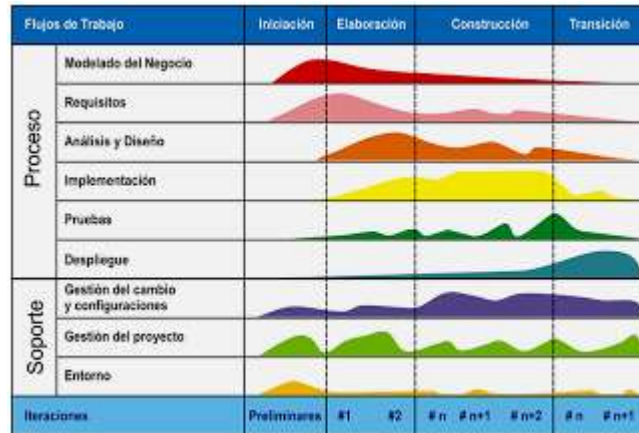 Flujos de Trabajo Iniciación Elaboración Construcción Transición
Proceso
Modelado del Negocio
Requisitos
Análisis y Diseño
Implementación
Pruebas
Despliegue
Soporte
Gestión del cambio
y configuraciones
Gestión del proyecto
Entorno
Iteraciones Preliminares #1 #2 # n # n+1 # n+2 # n # n+1